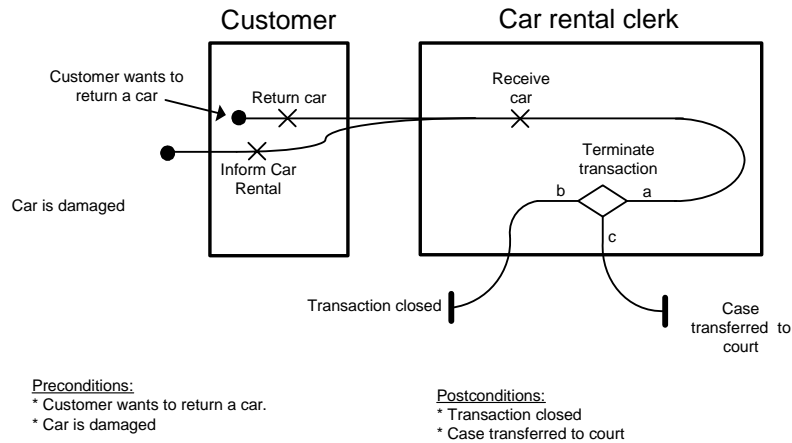 Customer
Car rental clerk
Customer wants to
return a car
Return car
Receive
car
Inform Car
Rental
Terminate
transaction
b
a
c
Car is damaged
Transaction closed
Case
transferred to
court
Preconditions:
* Customer wants to return a car.
* Car is damaged
Postconditions:
* Transaction closed
* Case transferred to court